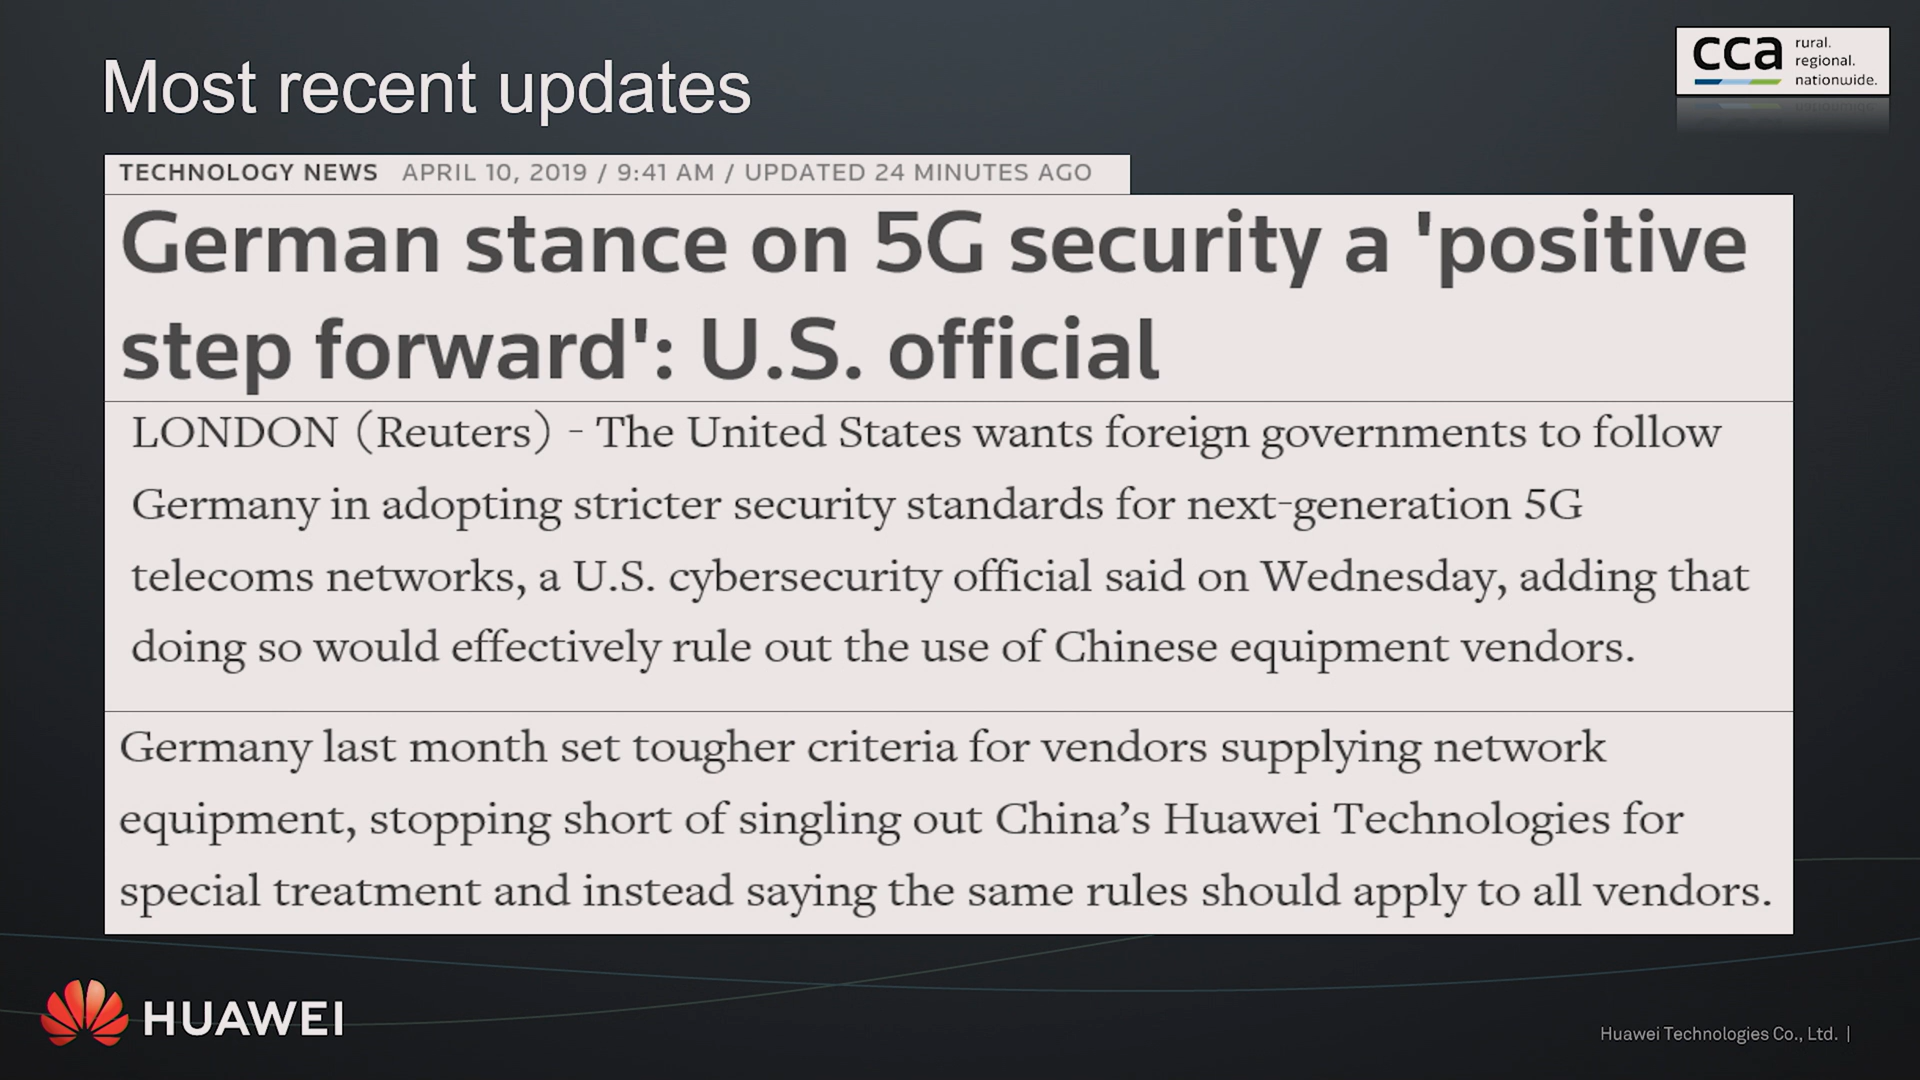 Most recent updates
cca
rural.
regional.
nationwide.
TECHNOLOGY NEWS APRIL 10, 2019 / 9:41 AM / UPDATED 24 MINUTES AGO
German stance on 5G security a 'positive
step forward': U.S. official
LONDON (Reuters) - The United States wants foreign governments to follow
Germany in adopting stricter security standards for next-generation 5G
telecoms networks, a U.S. cybersecurity official said on Wednesday, adding that
doing so would effectively rule out the use of Chinese equipment vendors.
Germany last month set tougher criteria for vendors supplying network
equipment, stopping short of singling out China’s Huawei Technologies for
special treatment and instead saying the same rules should apply to all vendors.
HUAWEI
Huawei Technologies Co., Ltd. |